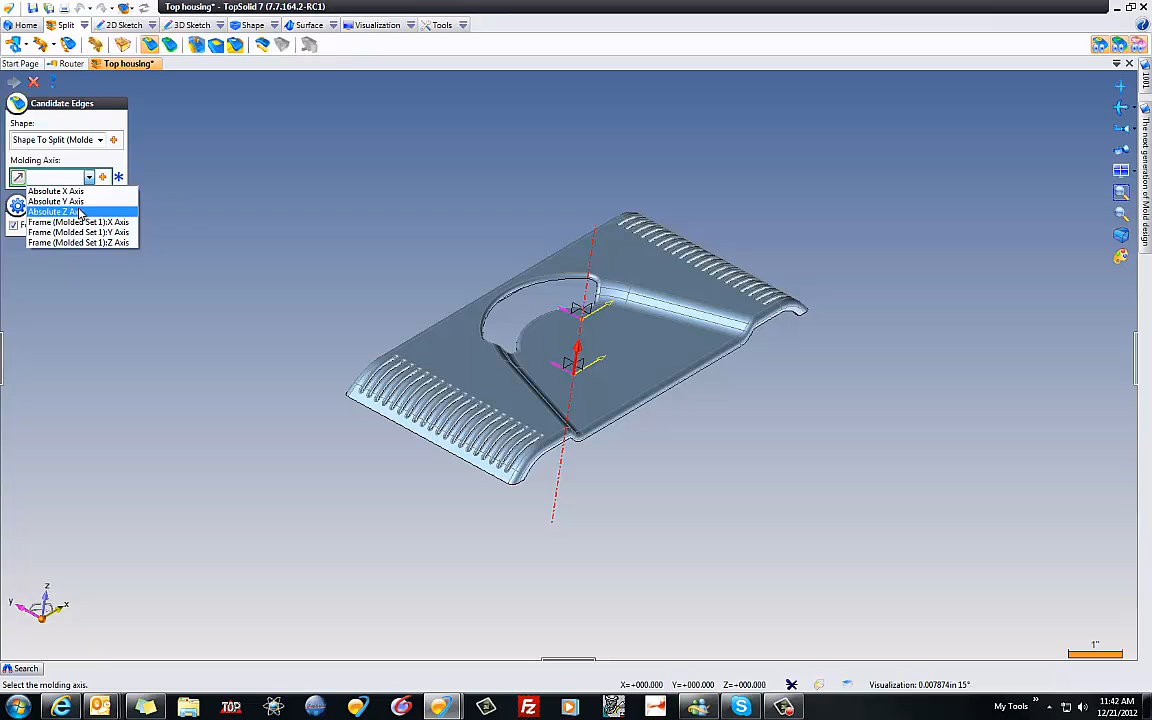 Top housing* - TopSolid 7 (7.7.164.2-RC1)
Home Split 2D Sketch 3D Sketch Shape Surface Visualization Tools
Start Page Router Top housing*
Candidate Edges
Shape:
Shape To Split (Molde
Molding Axis:
Absolute X Axis
Absolute Y Axis
Absolute Z
Frame (Molded Set 1):X Axis
Frame (Molded Set 1):Y Axis
Frame (Molded Set 1):Z Axis
1001
The next generation of Mold design
z
y
x
1"
Search
Select the molding axis.
X=+000.000 Y=+000.000 Z=+000.000
Visualization: 0.007874in 15°
TOP
My Tools
»
11:42 AM
12/21/2012